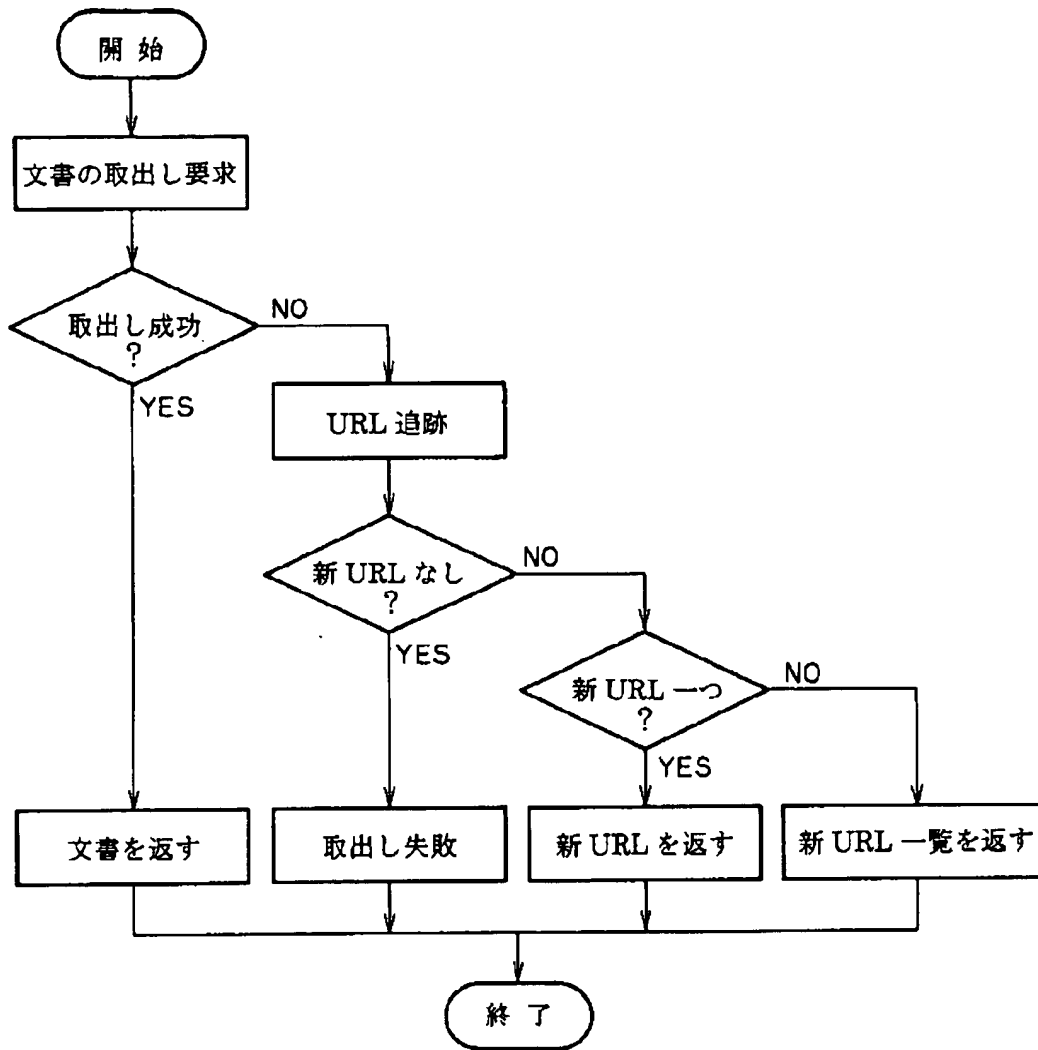 開始
文書の取出し要求
取出し成功
?
NO
YES
URL 追跡
新 URL なし
?
NO
YES
新 URL 一つ
?
NO
YES
文書を返す
取出し失敗
新 URL を返す
新 URL 一覧を返す
終了